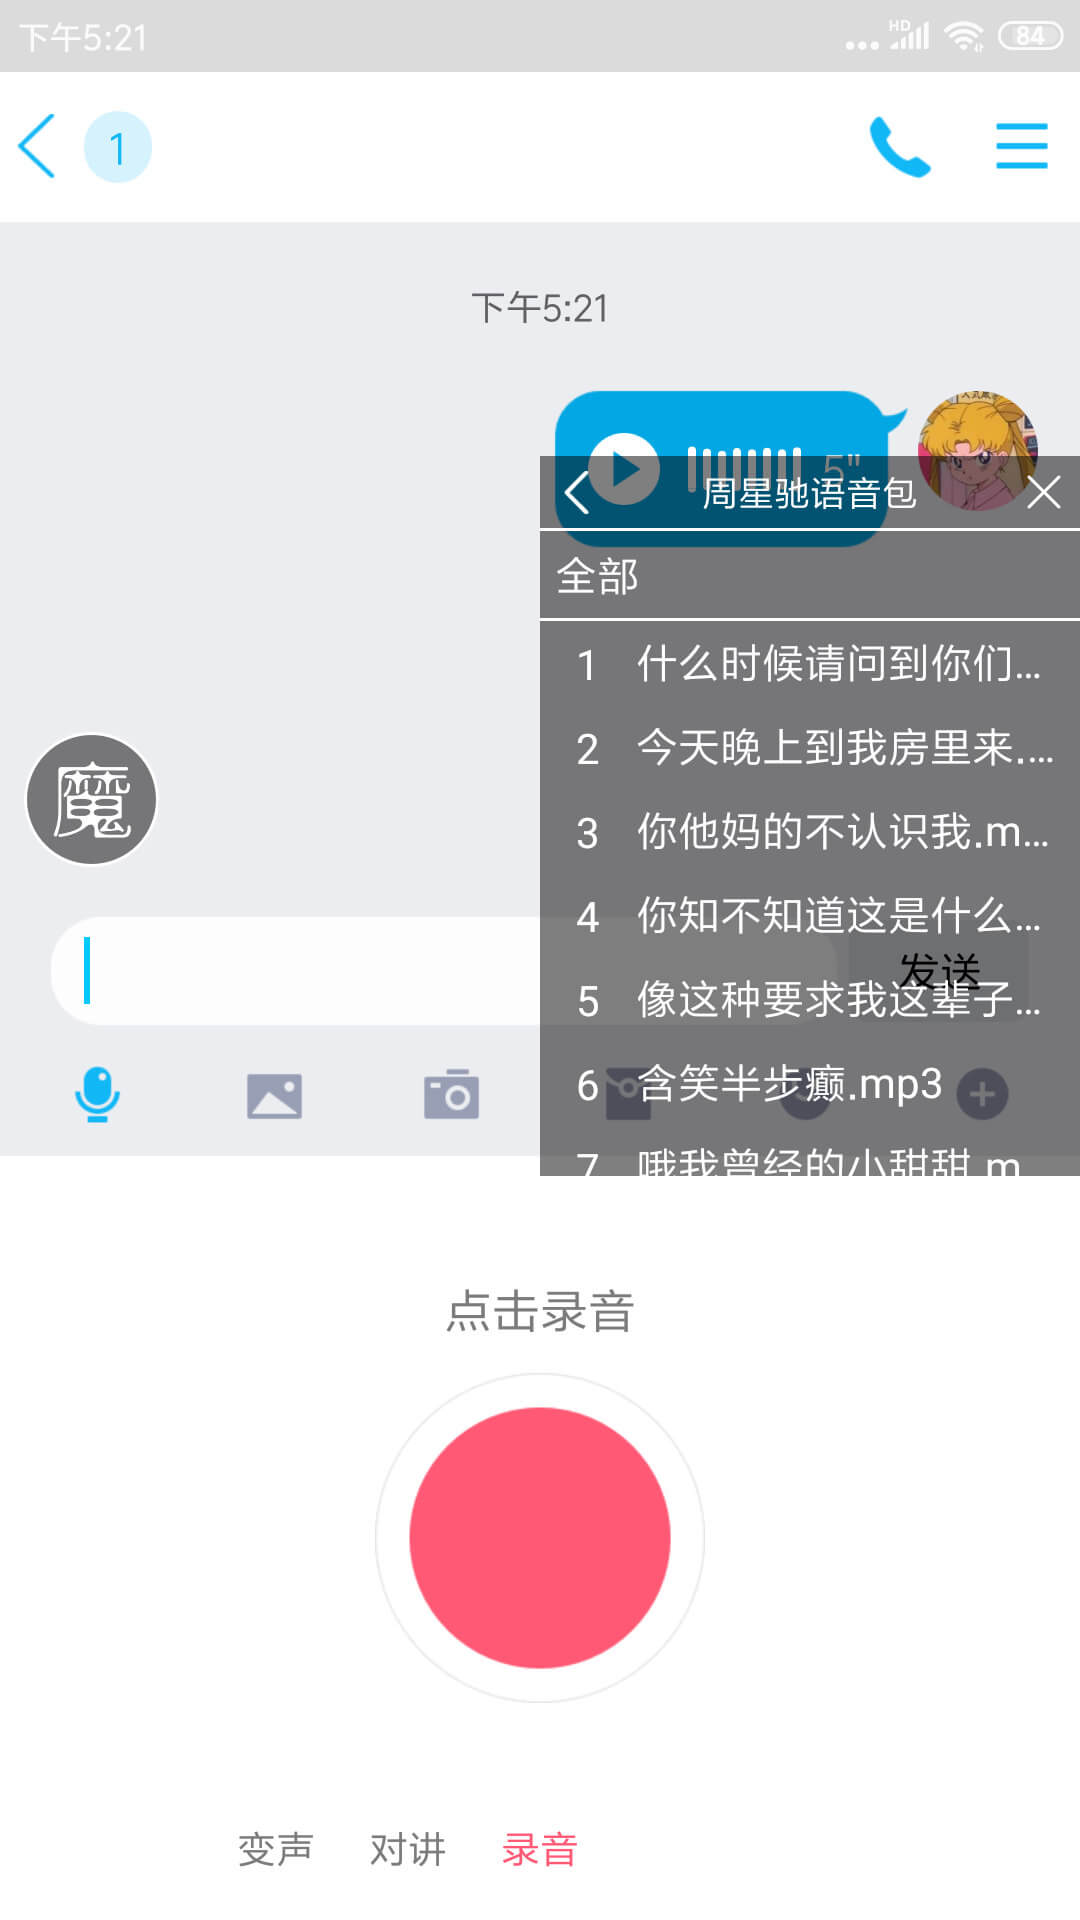 下午5:21
HD
84
1
下午5:21
5"
周星驰语音包
全部
1 什么时候请问到你们...
2 今天晚上到我房里来....
3 你他妈的不认识我.m...
魔
4 你知不知道这是什么...
发送
5 像这种要求我这辈子...
6 含笑半步癫.mp3
7 哦我曾经的小甜甜.m
点击录音
变声 对讲 录音